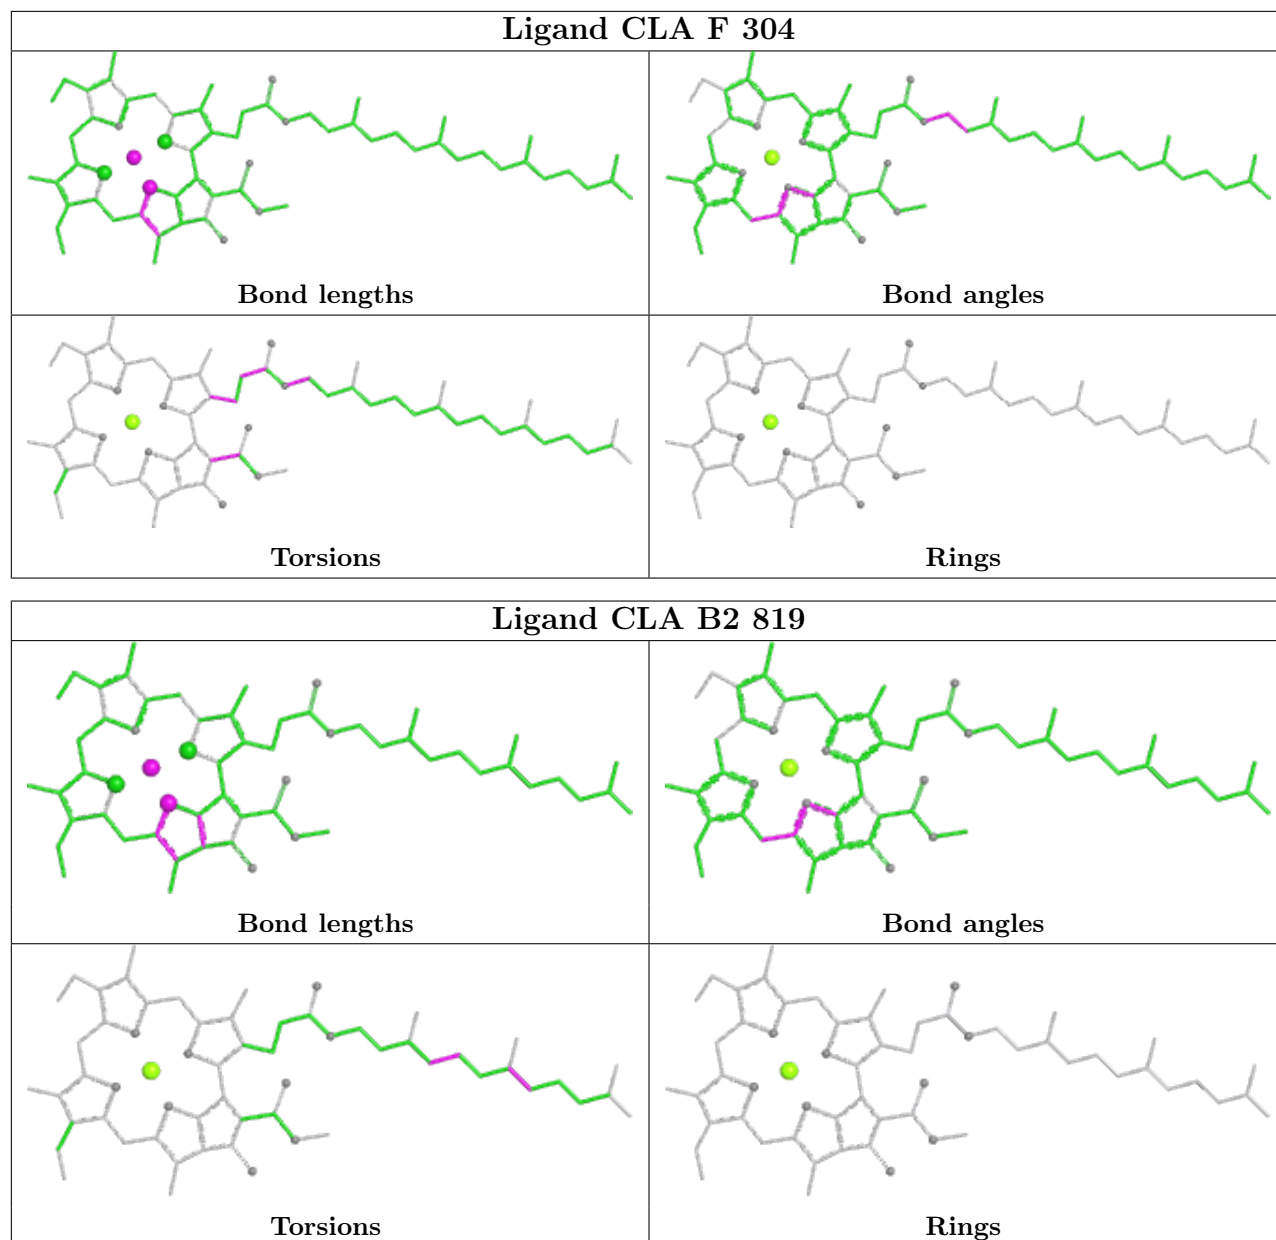 Ligand CLA F 304
Bond lengths
Bond angles
Torsions
Rings
Ligand CLA B2 819
Bond lengths
Bond angles
Torsions
Rings